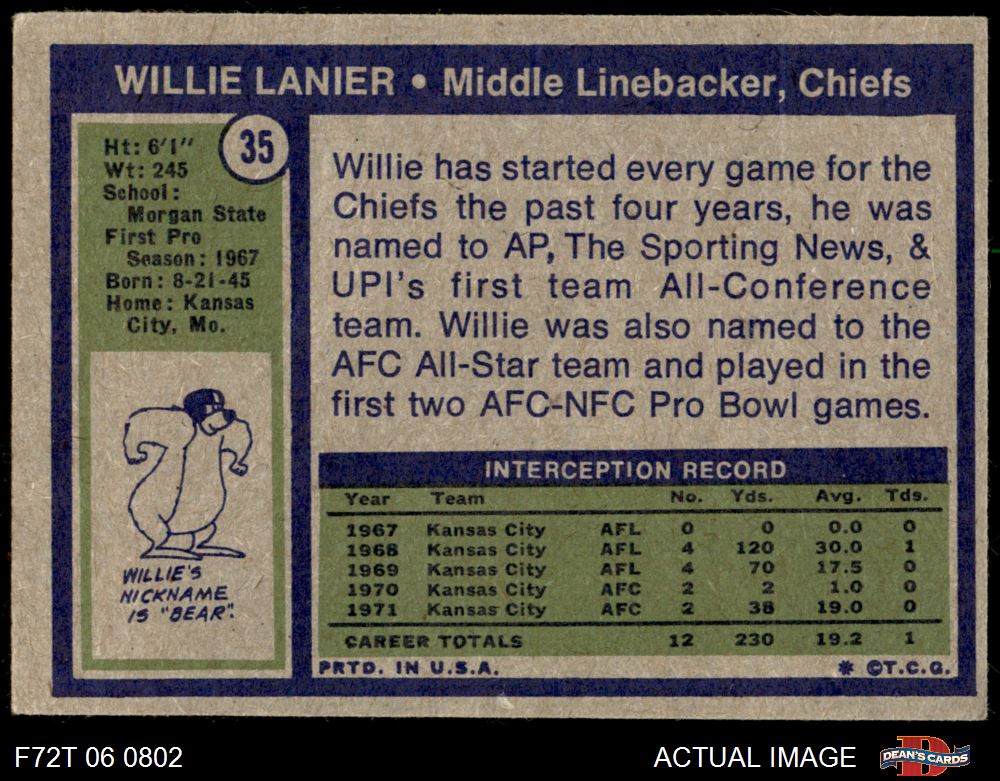 WILLIE LANIER • Middle Linebacker, Chiefs
35
Ht: 6'1"
Wt: 245
School:
Morgan State
First Pro
Season: 1967
Born: 8-21-45
Home: Kansas
City, Mo.
WILLIE'S
NICKNAME
IS "BEAR".
Willie has started every game for the
Chiefs the past four years, he was
named to AP, The Sporting News, &
UPI's first team All-Conference
team. Willie was also named to the
AFC All-Star team and played in the
first two AFC-NFC Pro Bowl games.
INTERCEPTION RECORD
Year Team No. Yds. Avg. Tds.
1967 Kansas City AFL 0 0 0.0 0
1968 Kansas City AFL 4 120 30.0 1
1969 Kansas City AFL 4 70 17.5 0
1970 Kansas City AFC 2 2 1.0 0
1971 Kansas City AFC 2 38 19.0 0
CAREER TOTALS 12 230 19.2 1
PRTD. IN U.S.A. * ©T.C.G.
F72T 06 0802 ACTUAL IMAGE DEAN'S CARDS